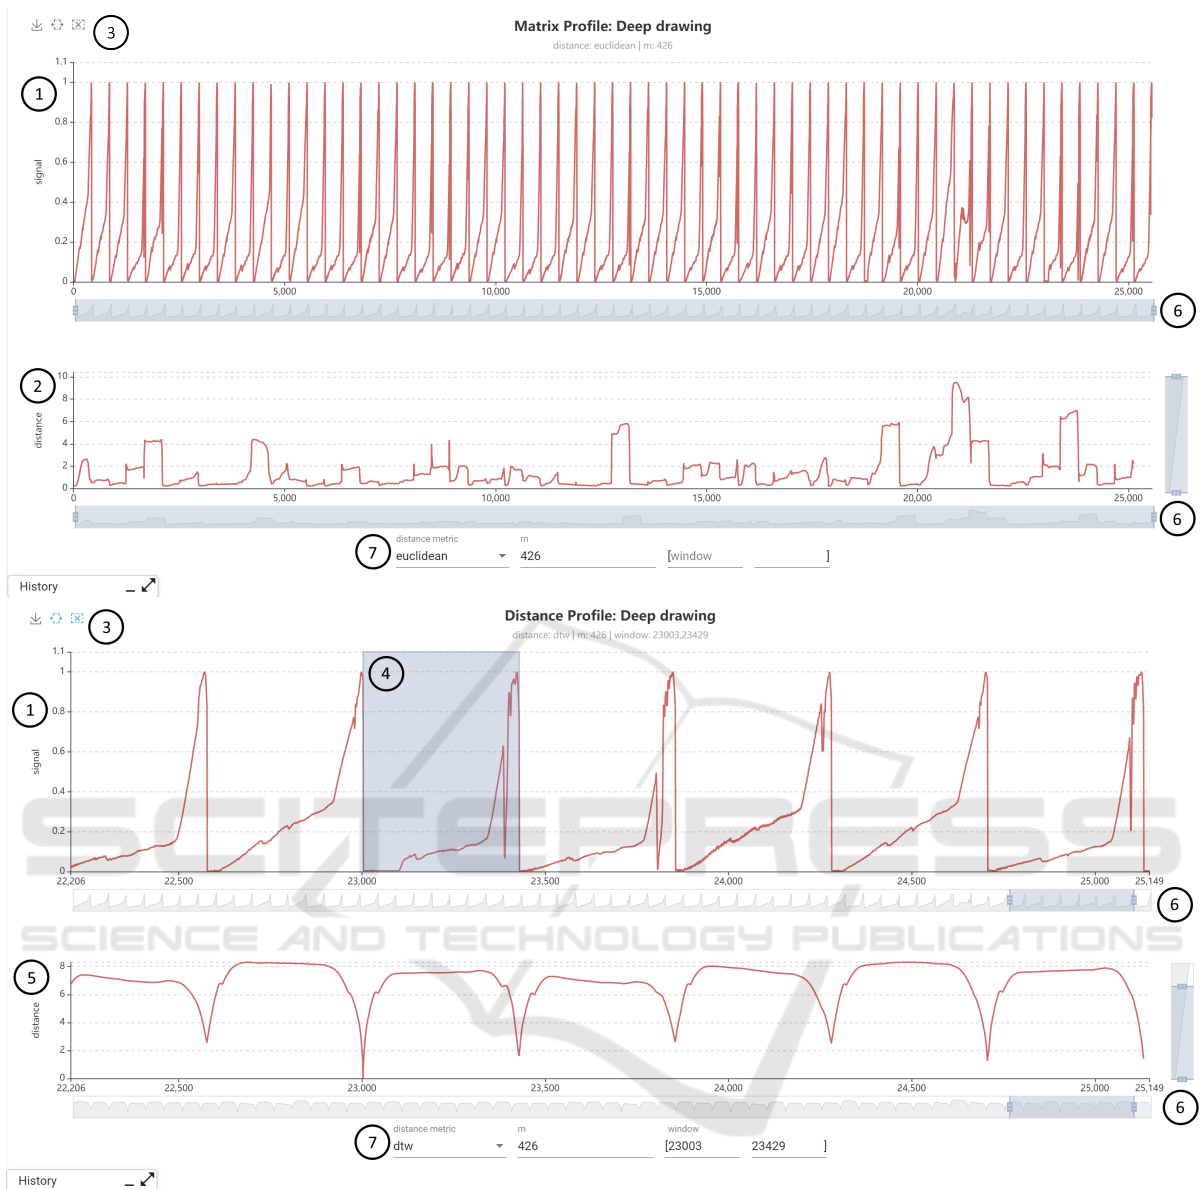 Matrix Profile: Deep drawing
distance: euclidean | m: 426
3
1
signal
1.1
1
0.8
0.6
0.4
0.2
0
0 5,000 10,000 15,000 20,000 25,000
6
2
distance
10
8
6
4
2
0
0 5,000 10,000 15,000 20,000 25,000
6
7
distance metric m
euclidean 426 [window ]
History
Distance Profile: Deep drawing
distance: dtw | m: 426 | window: 23003,23429
3
4
1
signal
1.1
1
0.8
0.6
0.4
0.2
0
22,206 22,500 23,000 23,500 24,000 24,500 25,000 25,149
6
SCITEPRESS
SCIENCE AND TECHNOLOGY PUBLICATIONS
5
distance
8
6
4
2
0
22,206 22,500 23,000 23,500 24,000 24,500 25,000 25,149
6
7
distance metric m window
dtw 426 [23003 23429 ]
History